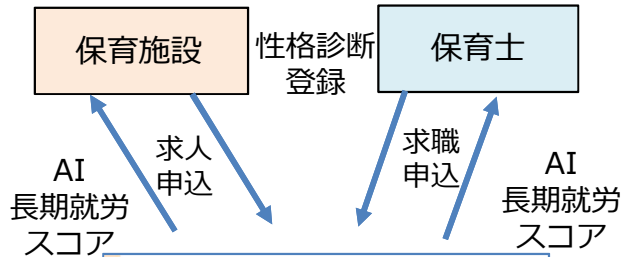 保育施設
性格診断
登録
保育士
求人
申込
求職
申込
AI
長期就労
スコア
AI
長期就労
スコア